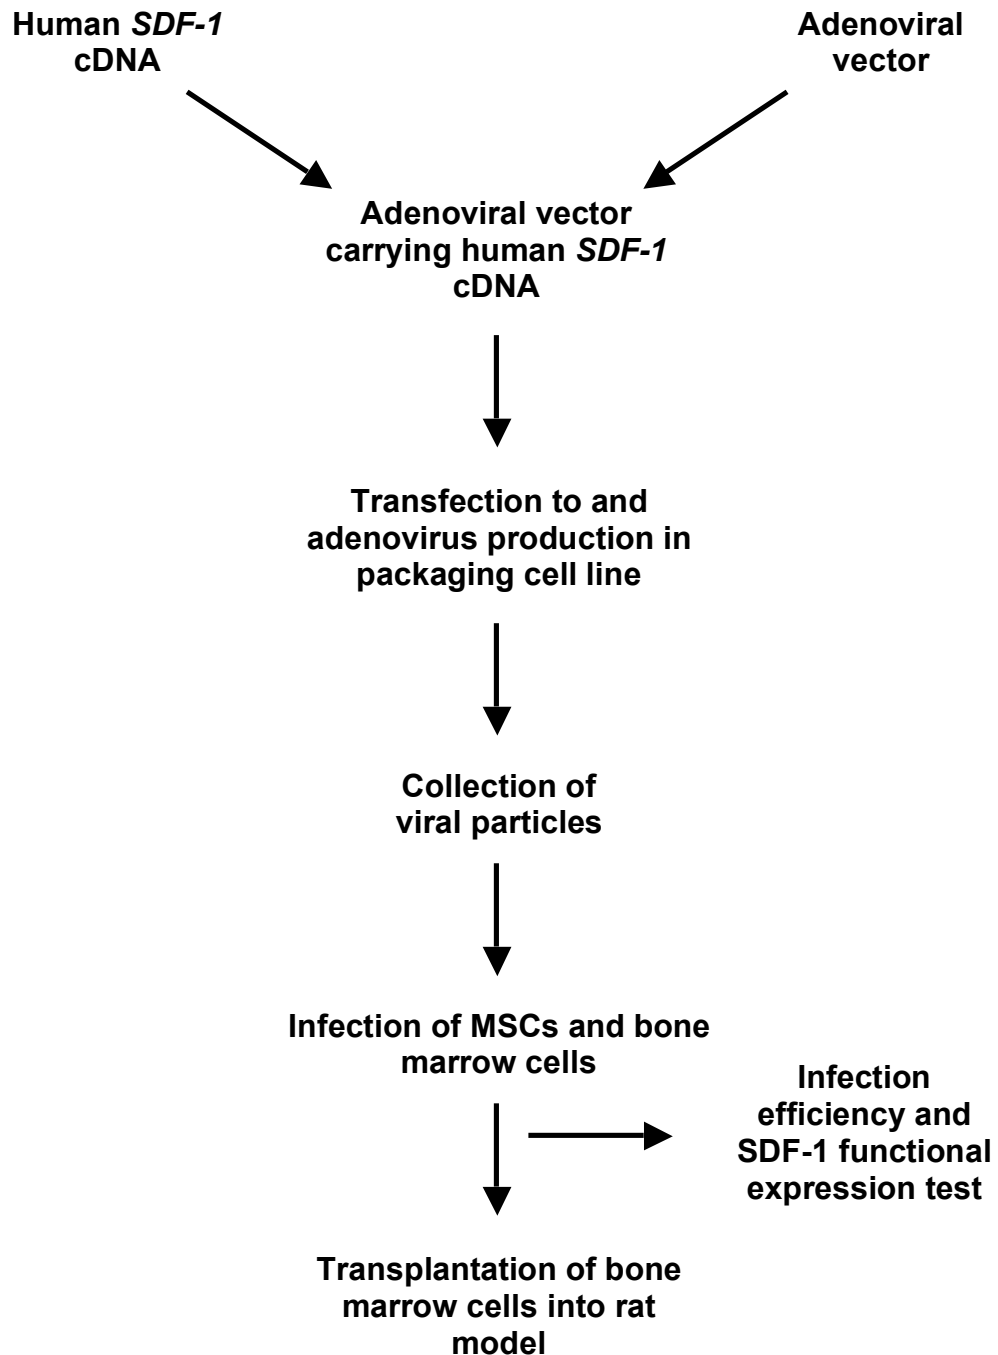 Human SDF-1
cDNA
Adenoviral
vector
Adenoviral vector
carrying human SDF-1
cDNA
Transfection to and
adenovirus production in
packaging cell line
Collection of
viral particles
Infection of MSCs and bone
marrow cells
Infection
efficiency and
SDF-1 functional
expression test
Transplantation of bone
marrow cells into rat
model